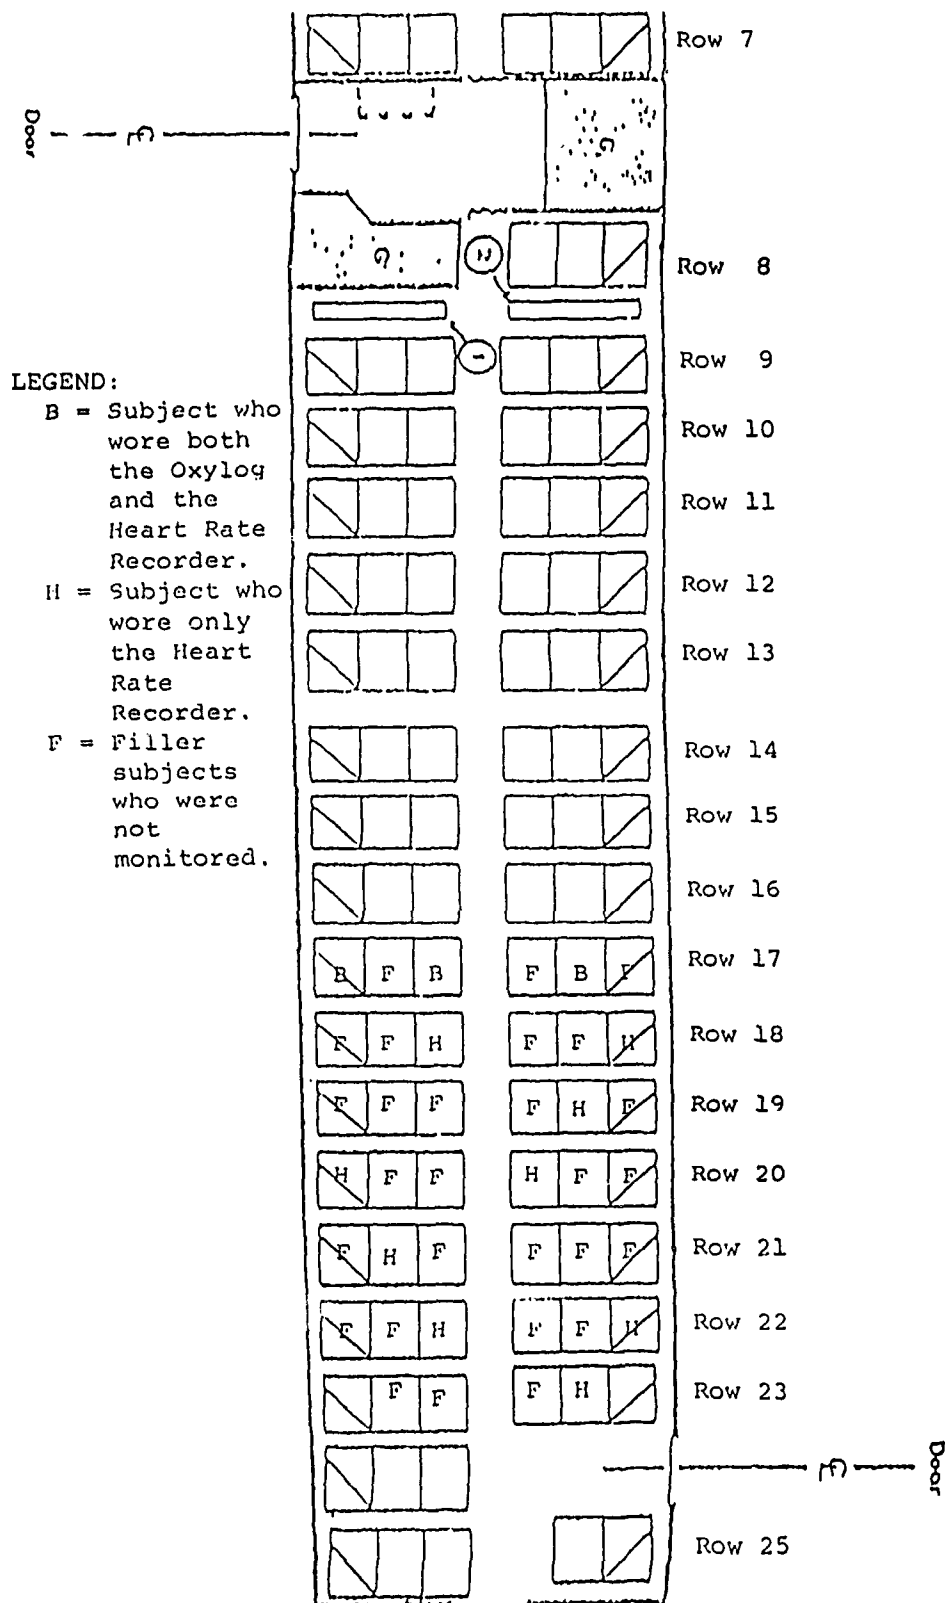 Row 7
Door
G
Row 8
G
2
1
Row 9
LEGEND:
B = Subject who
wore both
the Oxylog
and the
Heart Rate
Recorder.
H = Subject who
wore only
the Heart
Rate
Recorder.
F = Filler
subjects
who were
not
monitored.
Row 10
Row 11
Row 12
Row 13
Row 14
Row 15
Row 16
B F B F B F Row 17
F F H F F H Row 18
F F F F H F Row 19
H F F H F F Row 20
F H F F F F Row 21
F F H F F H Row 22
F F F H Row 23
Door
Row 25